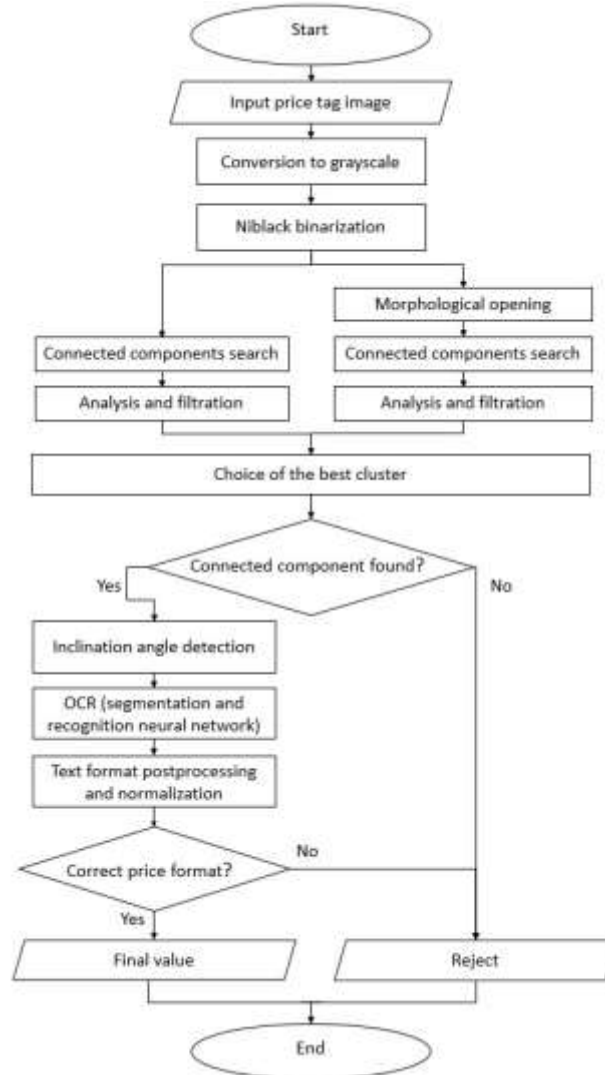 Start
Input price tag image
Conversion to grayscale
Niblack binarization
Morphological opening
Connected components search
Connected components search
Analysis and filtration
Analysis and filtration
Choice of the best cluster
Connected component found?
Yes
No
Inclination angle detection
OCR (segmentation and
recognition neural network)
Text format postprocessing
and normalization
Correct price format?
No
Yes
Final value
Reject
End